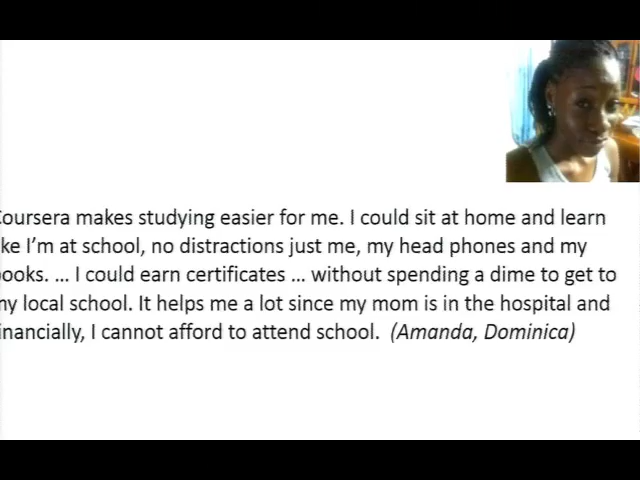 oursera makes studying easier for me. I could sit at home and learn
ke I'm at school, no distractions just me, my head phones and my
ooks. ... I could earn certificates ... without spending a dime to get to
my local school. It helps me a lot since my mom is in the hospital and
inancially, I cannot afford to attend school. (Amanda, Dominica)